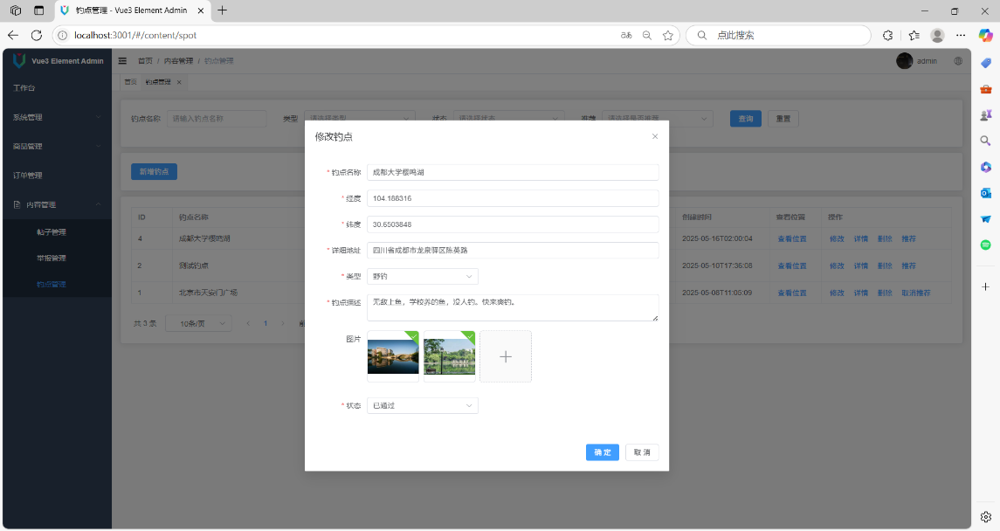 钓点管理 - Vue3 Element Admin
localhost:3001/#/content/spot
点此搜索
Vue3 Element Admin
首页 / 内容管理 / 钓点管理
admin
首页 钓点管理
工作台
系统管理
商品管理
订单管理
内容管理
帖子管理
举报管理
钓点管理
钓点名称 请输入钓点名称 类型 请选择类型 状态 请选择状态 推荐 请选择是否推荐 查询 重置
新增钓点
ID 钓点名称 创建时间 查看位置 操作
4 成都大学樱鸣湖 2025-05-16T02:00:04 查看位置 修改 详情 删除 推荐
2 测试钓点 2025-05-10T17:36:08 查看位置 修改 详情 删除 推荐
1 北京市天安门广场 2025-05-08T11:05:09 查看位置 修改 详情 删除 取消推荐
共 3 条 10条/页 1 前
修改钓点
* 钓点名称 成都大学樱鸣湖
* 经度 104.188316
* 纬度 30.6503848
* 详细地址 四川省成都市龙泉驿区陈英路
* 类型 野钓
* 钓点描述 无敌上鱼，学校养的鱼，没人钓。快来爽钓。
图片
* 状态 已通过
确 定 取 消